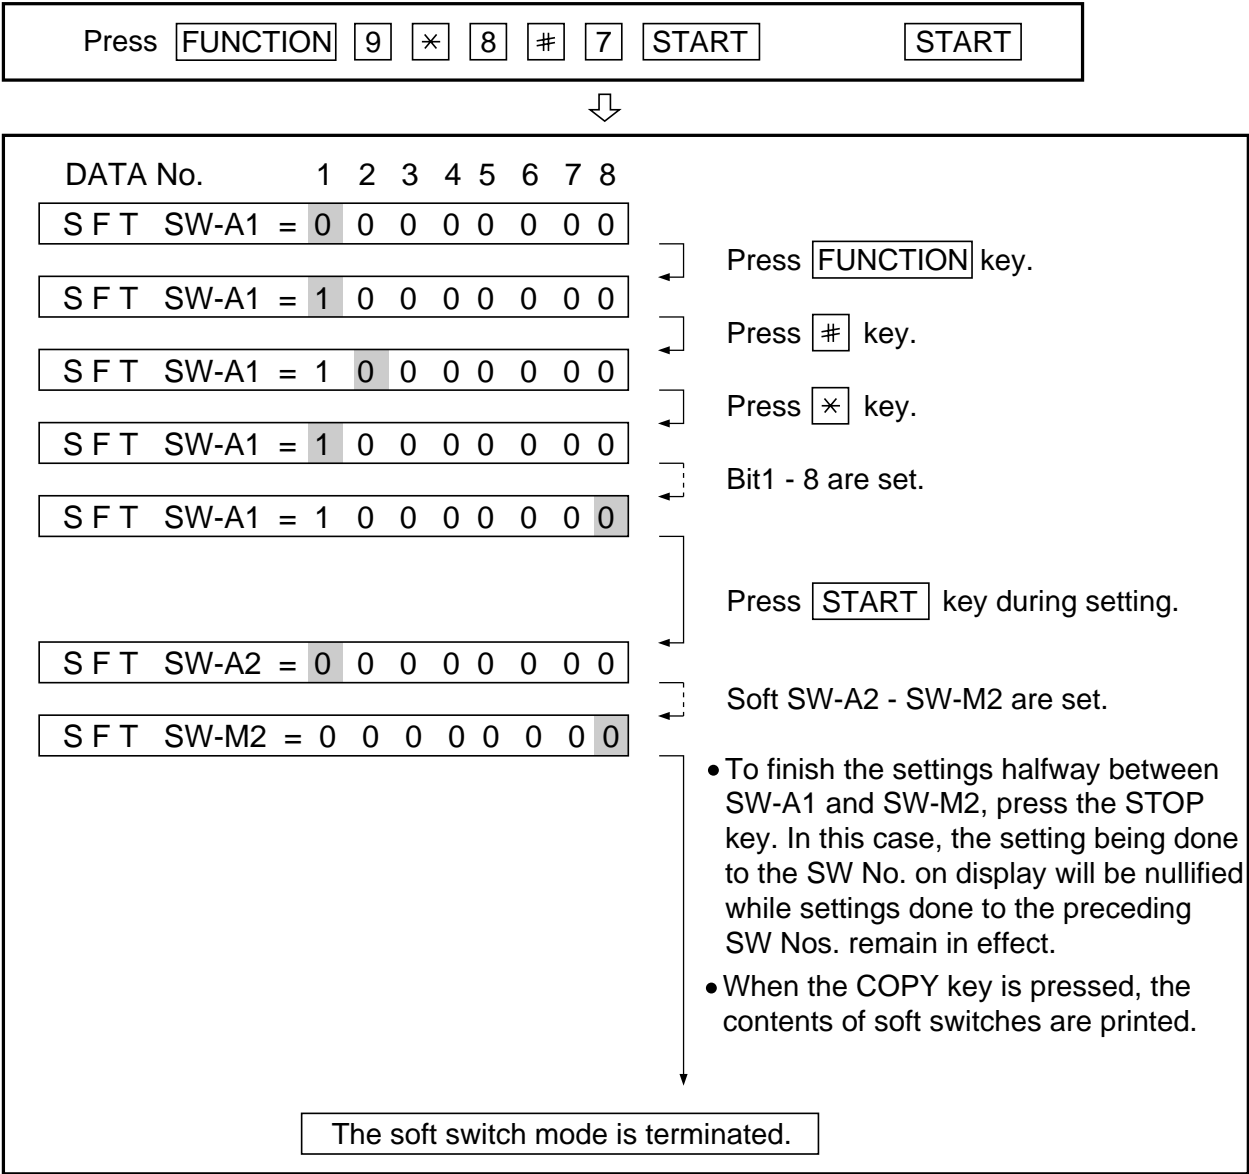 Press FUNCTION 9 * 8 # 7 START START
DATA No. 1 2 3 4 5 6 7 8
SFT SW-A1 = 0 0 0 0 0 0 0 0
Press FUNCTION key.
SFT SW-A1 = 1 0 0 0 0 0 0 0
Press # key.
SFT SW-A1 = 1 0 0 0 0 0 0 0
Press * key.
SFT SW-A1 = 1 0 0 0 0 0 0 0
Bit1 - 8 are set.
SFT SW-A1 = 1 0 0 0 0 0 0 0
Press START key during setting.
SFT SW-A2 = 0 0 0 0 0 0 0 0
Soft SW-A2 - SW-M2 are set.
SFT SW-M2 = 0 0 0 0 0 0 0 0
• To finish the settings halfway between
SW-A1 and SW-M2, press the STOP
key. In this case, the setting being done
to the SW No. on display will be nullified
while settings done to the preceding
SW Nos. remain in effect.
• When the COPY key is pressed, the
contents of soft switches are printed.
The soft switch mode is terminated.